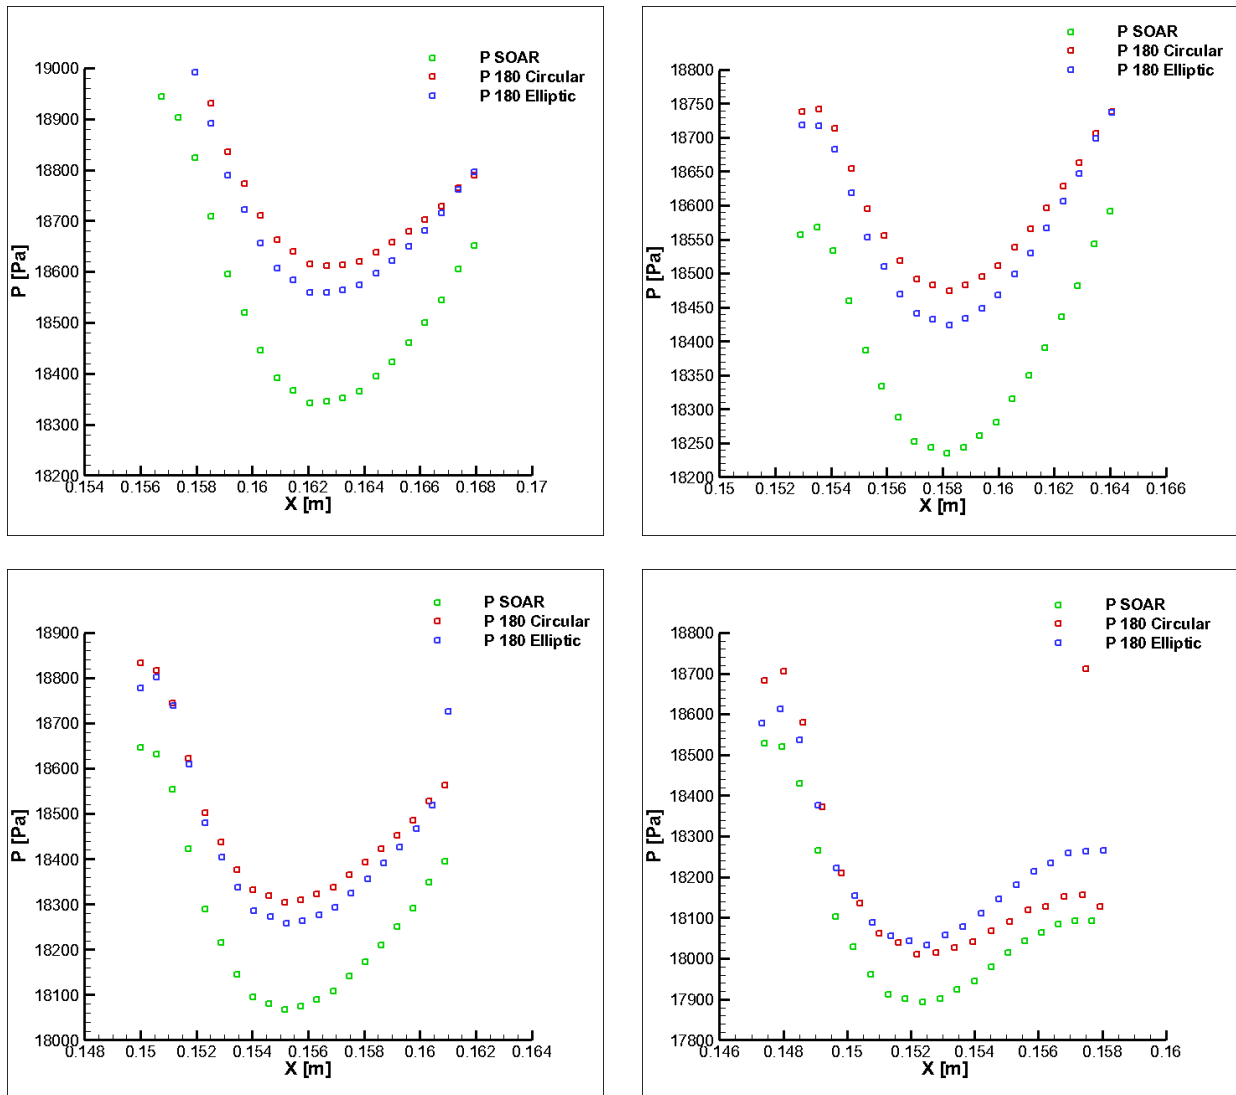 P SOAR
P 180 Circular
P 180 Elliptic
19000
18900
18800
18700
18600
18500
18400
18300
18200
P [Pa]
0.154 0.156 0.158 0.16 0.162 0.164 0.166 0.168 0.17
X [m]
P SOAR
P 180 Circular
P 180 Elliptic
18800
18750
18700
18650
18600
18550
18500
18450
18400
18350
18300
18250
18200
P [Pa]
0.15 0.152 0.154 0.156 0.158 0.16 0.162 0.164 0.166
X [m]
P SOAR
P 180 Circular
P 180 Elliptic
18900
18800
18700
18600
18500
18400
18300
18200
18100
18000
P [Pa]
0.148 0.15 0.152 0.154 0.156 0.158 0.16 0.162 0.164
X [m]
P SOAR
P 180 Circular
P 180 Elliptic
18800
18700
18600
18500
18400
18300
18200
18100
18000
17900
17800
P [Pa]
0.146 0.148 0.15 0.152 0.154 0.156 0.158 0.16
X [m]